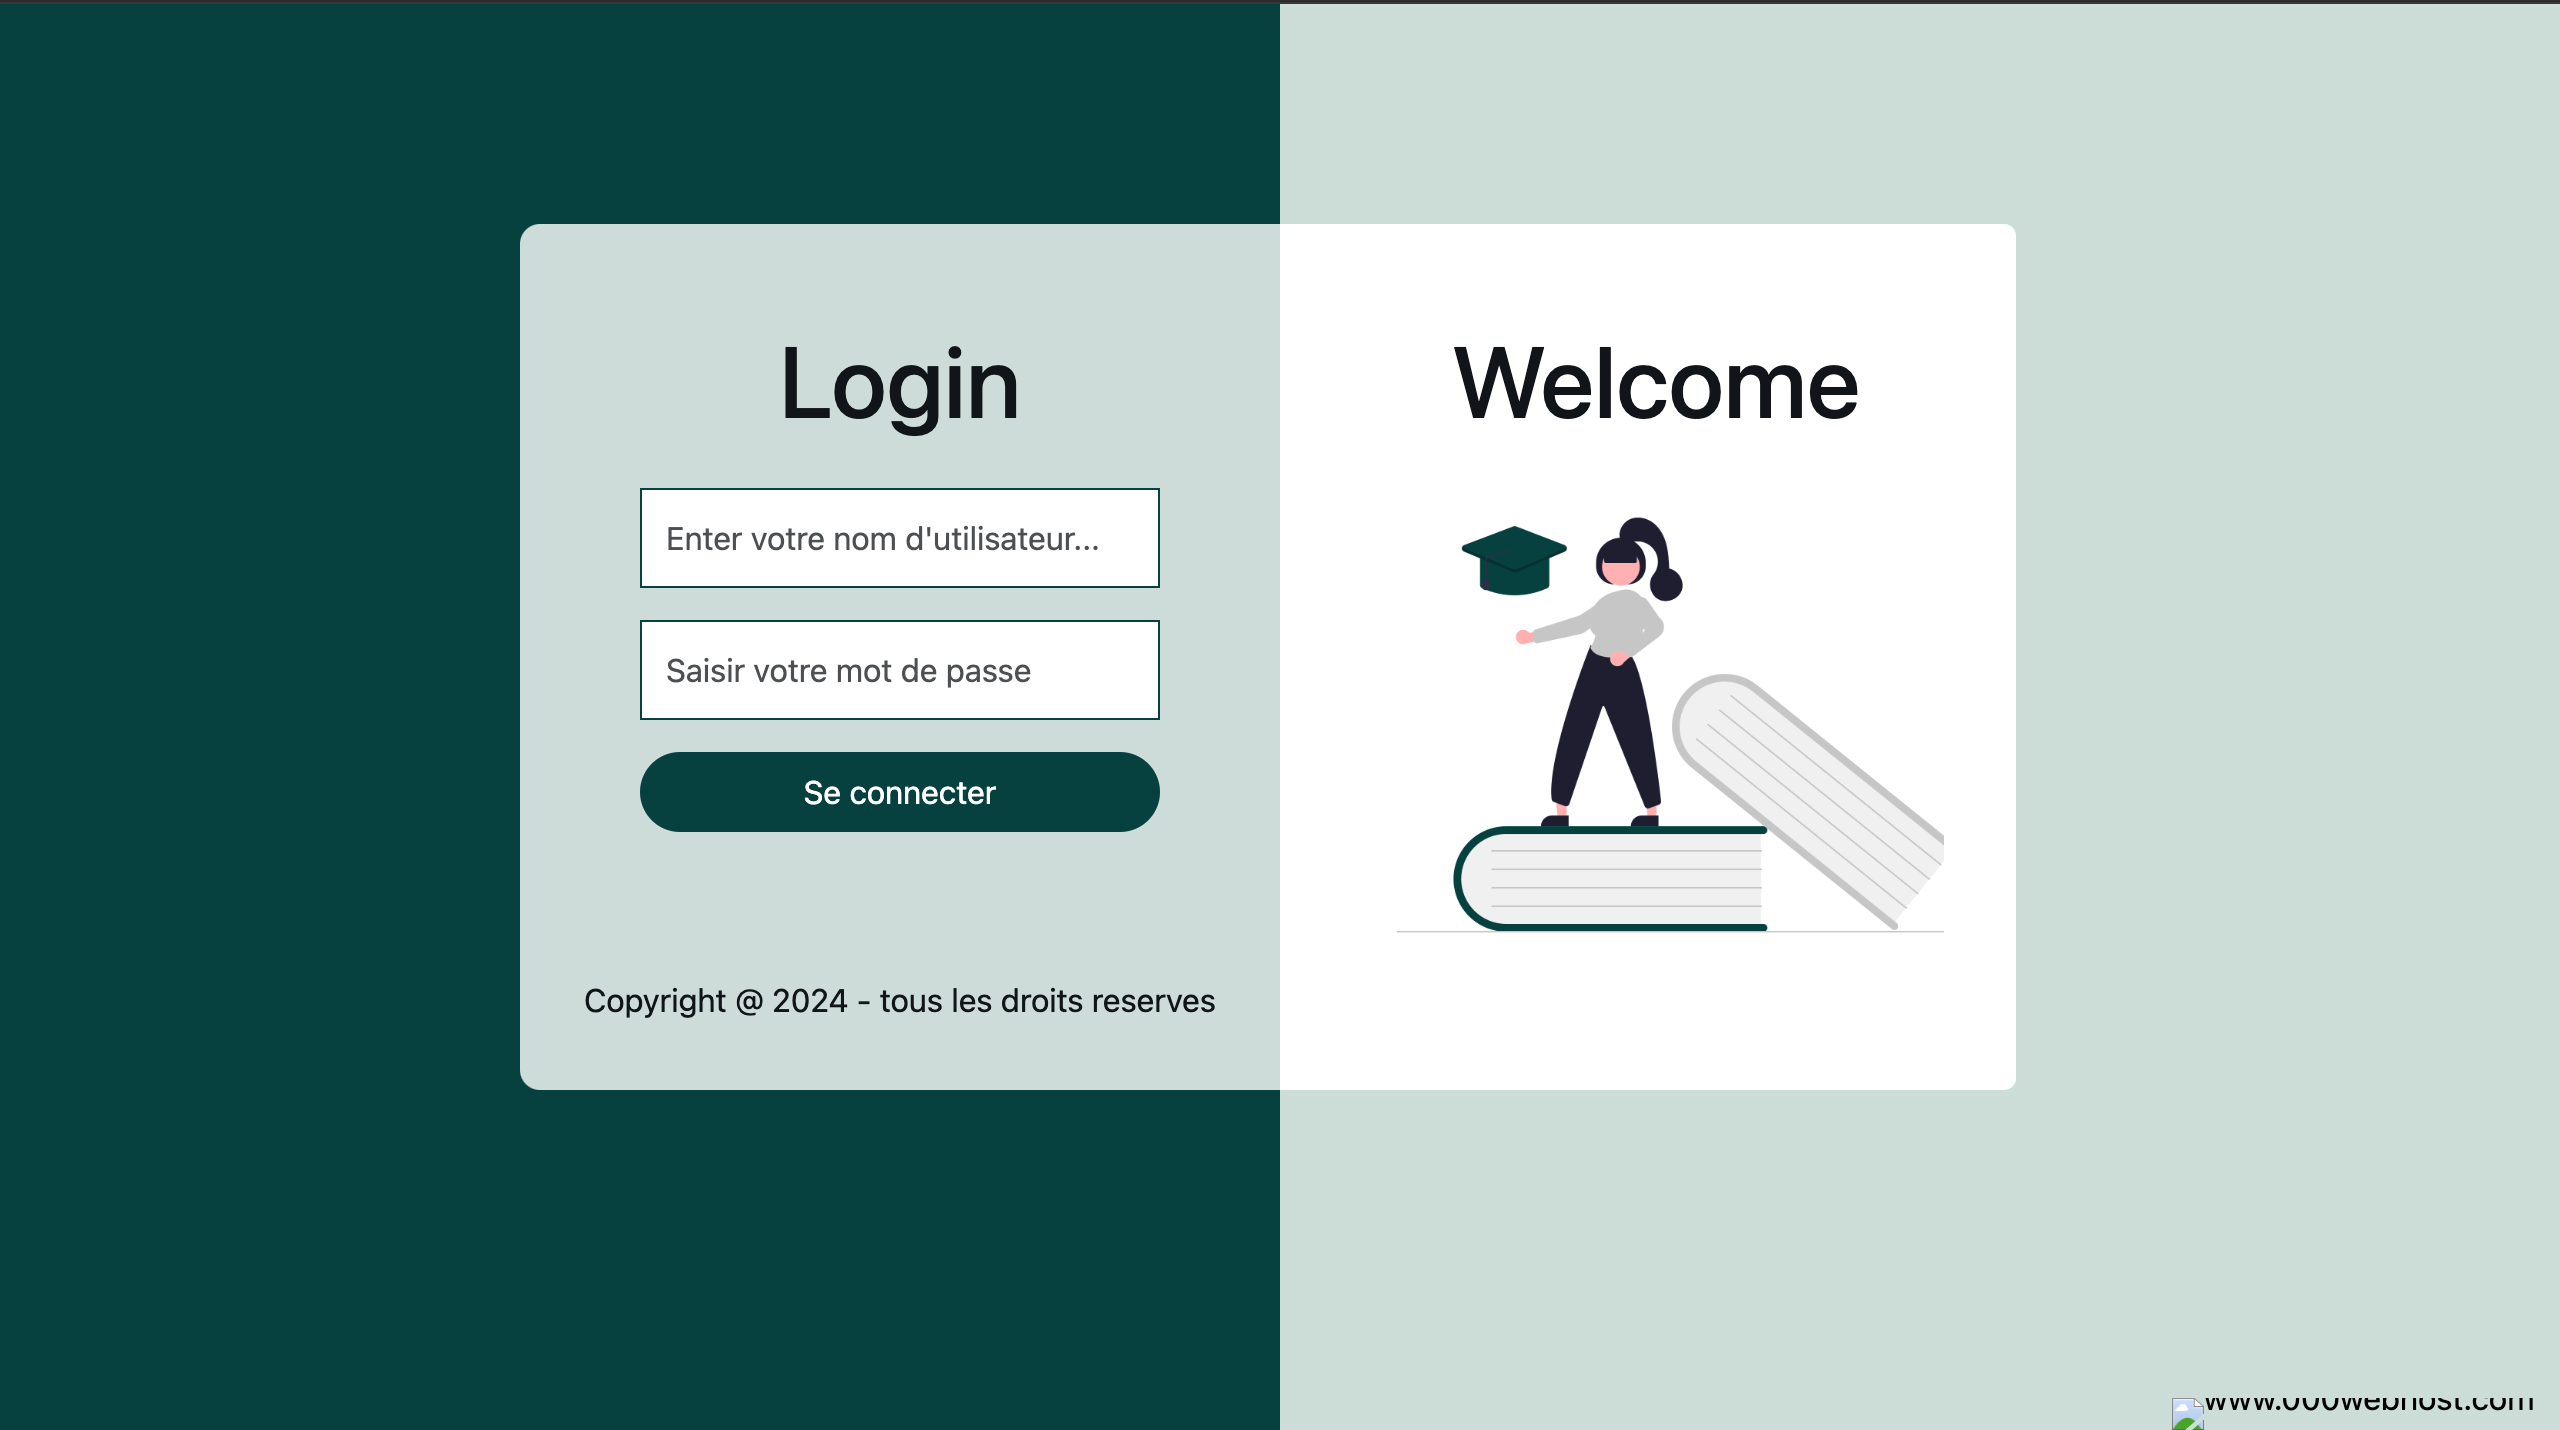 Login
Enter votre nom d'utilisateur...
Saisir votre mot de passe
Se connecter
Copyright @ 2024 - tous les droits reserves
Welcome
www.000webhost.com